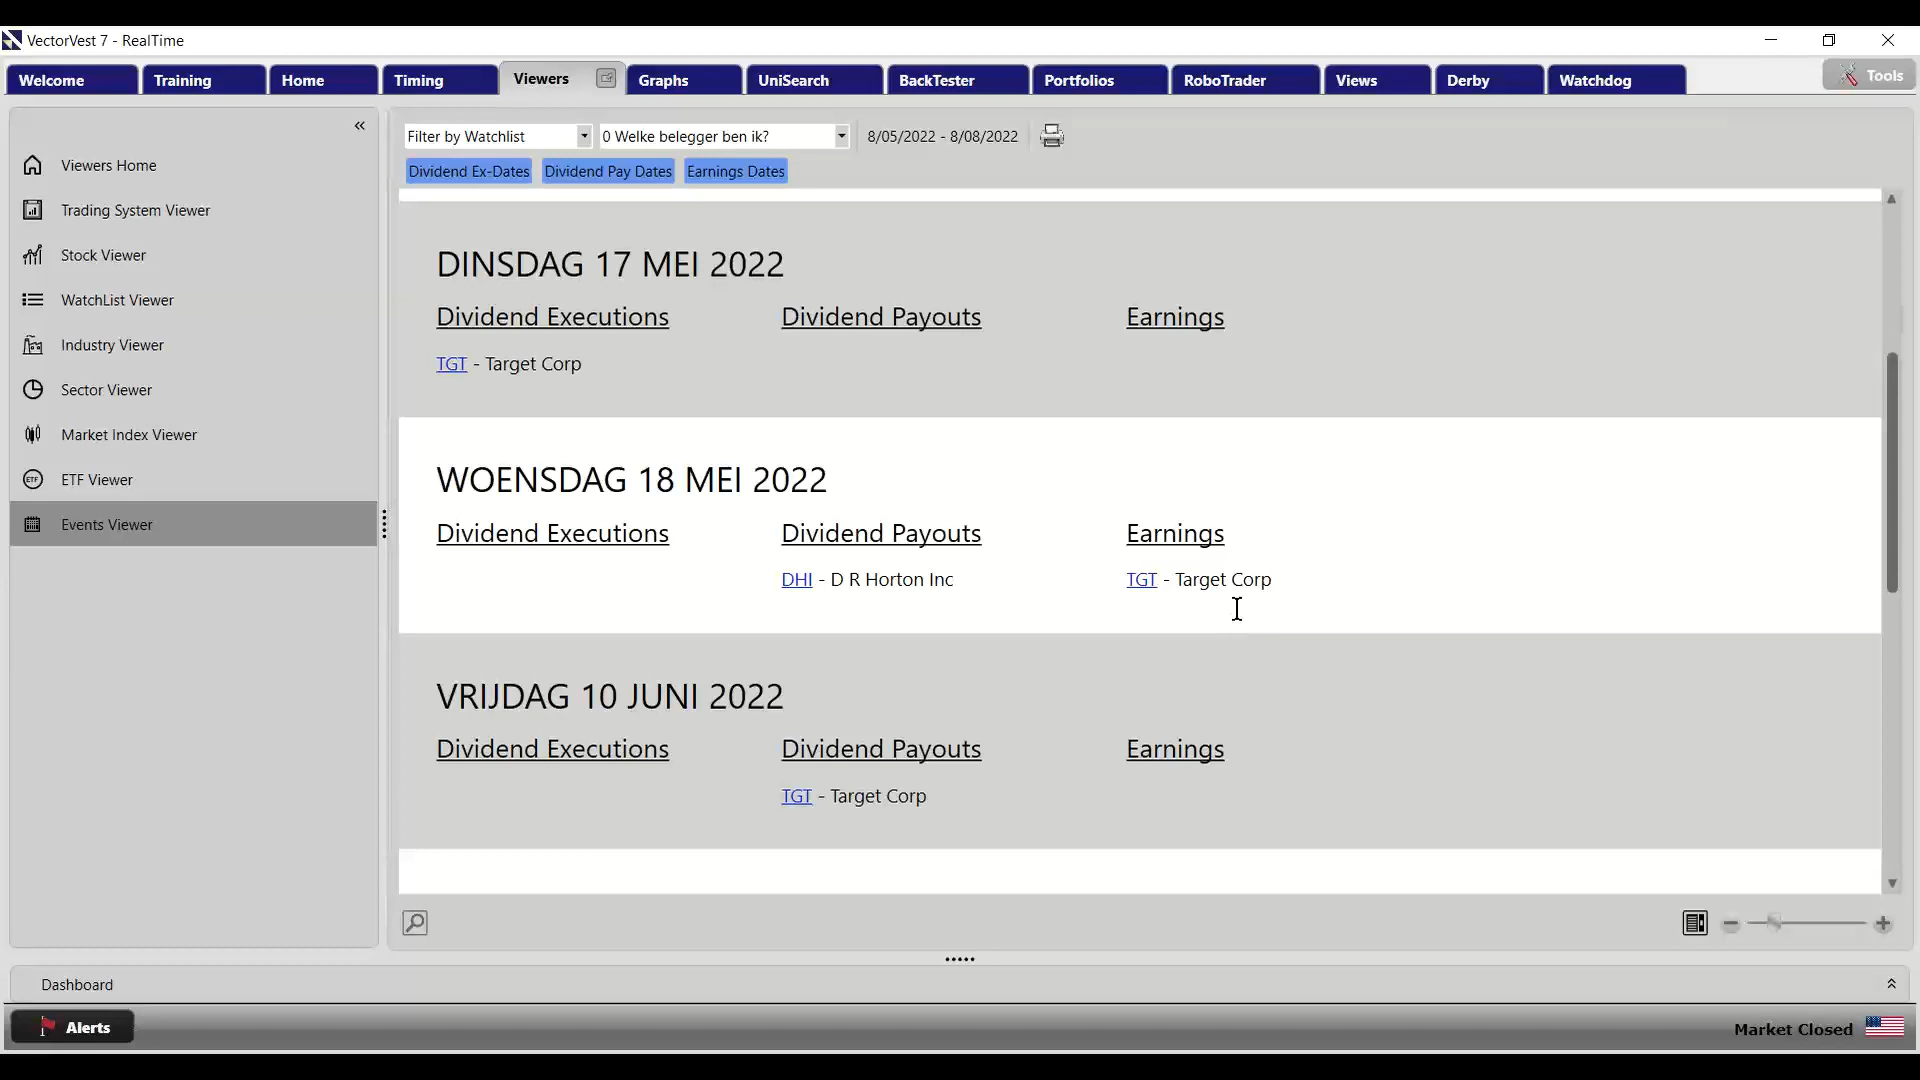 VectorVest 7 - RealTime
Welcome Training Home Timing Viewers Graphs UniSearch BackTester Portfolios RoboTrader Views Derby Watchdog Tools
Filter by Watchlist 0 Welke belegger ben ik? 8/05/2022 - 8/08/2022
Dividend Ex-Dates Dividend Pay Dates Earnings Dates
Viewers Home
Trading System Viewer
Stock Viewer
WatchList Viewer
Industry Viewer
Sector Viewer
Market Index Viewer
ETF ETF Viewer
Events Viewer
DINSDAG 17 MEI 2022
Dividend Executions Dividend Payouts Earnings
TGT - Target Corp
WOENSDAG 18 MEI 2022
Dividend Executions Dividend Payouts Earnings
DHI - D R Horton Inc TGT - Target Corp
VRIJDAG 10 JUNI 2022
Dividend Executions Dividend Payouts Earnings
TGT - Target Corp
Dashboard
Alerts Market Closed